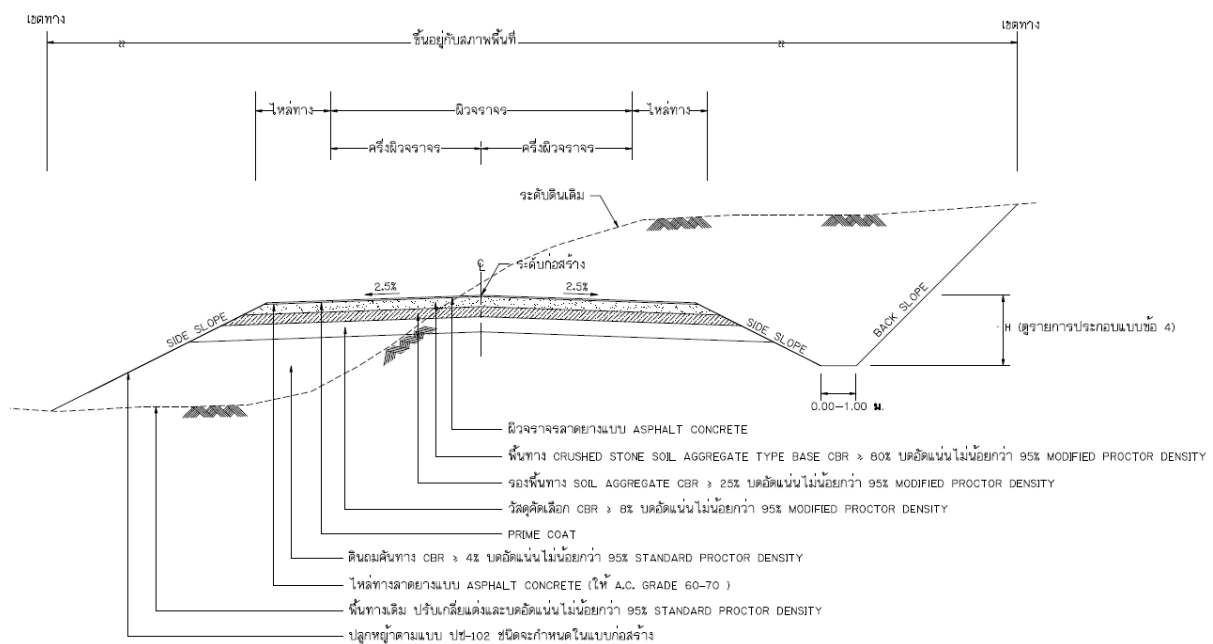 เขตทาง
เขตทาง
ขึ้นอยู่กับสภาพพื้นที่
ไหล่ทาง
ผิวจราจร
ไหล่ทาง
ครึ่งผิวจราจร
ครึ่งผิวจราจร
ระดับดินเดิม
ระดับก่อสร้าง
2.5%
2.5%
SIDE SLOPE
SIDE SLOPE
BACK SLOPE
H (ดูรายการประกอบแบบข้อ 4)
0.00-1.00 ม.
ผิวจราจรลาดยางแบบ ASPHALT CONCRETE
พื้นทาง CRUSHED STONE SOIL AGGREGATE TYPE BASE CBR ≥ 80% บดอัดแน่นไม่น้อยกว่า 95% MODIFIED PROCTOR DENSITY
รองพื้นทาง SOIL AGGREGATE CBR ≥ 25% บดอัดแน่นไม่น้อยกว่า 95% MODIFIED PROCTOR DENSITY
วัสดุคัดเลือก CBR ≥ 8% บดอัดแน่นไม่น้อยกว่า 95% MODIFIED PROCTOR DENSITY
PRIME COAT
ดินถมคันทาง CBR ≥ 4% บดอัดแน่นไม่น้อยกว่า 95% STANDARD PROCTOR DENSITY
ไหล่ทางลาดยางแบบ ASPHALT CONCRETE (ให้ A.C. GRADE 60-70 )
พื้นทางเดิม ปรับเกลี่ยแต่งและบดอัดแน่นไม่น้อยกว่า 95% STANDARD PROCTOR DENSITY
ปลูกหญ้าตามแบบ ปช-102 ชนิดจะกำหนดในแบบก่อสร้าง